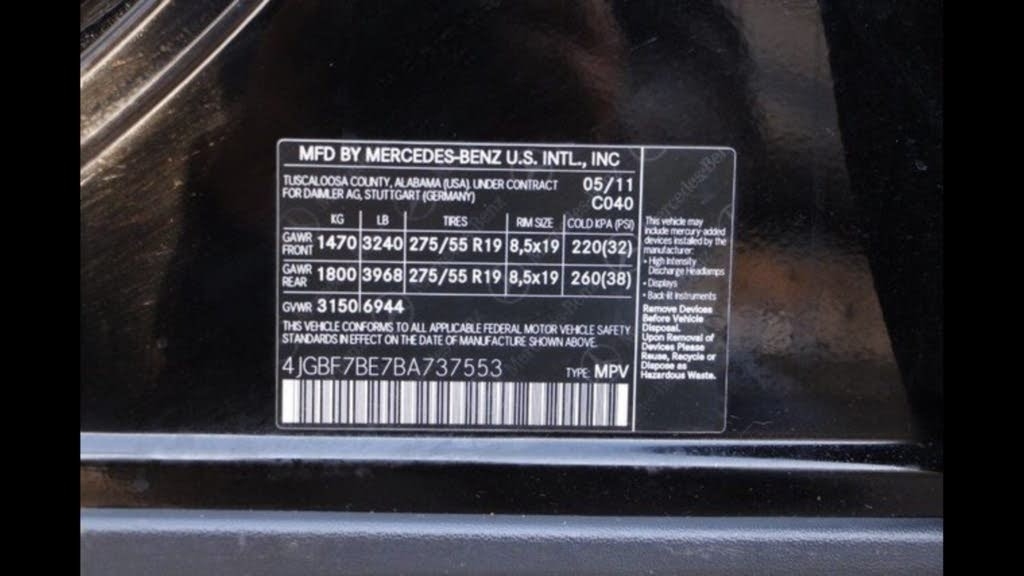 MFD BY MERCEDES-BENZ U.S. INTL., INC
TUSCALOOSA COUNTY, ALABAMA (USA). UNDER CONTRACT
FOR DAIMLER AG, STUTTGART (GERMANY)
05/11
C040
KG LB TIRES RIM SIZE COLD KPA (PSI)
GAWR FRONT 1470 3240 275/55 R19 8,5x19 220(32)
GAWR REAR 1800 3968 275/55 R19 8,5x19 260(38)
GVWR 3150 6944
THIS VEHICLE CONFORMS TO ALL APPLICABLE FEDERAL MOTOR VEHICLE SAFETY
STANDARDS IN EFFECT ON THE DATE OF MANUFACTURE SHOWN ABOVE.
4JGBF7BE7BA737553 TYPE: MPV
This vehicle may
include mercury-added
devices installed by the
manufacturer:
• High Intensity
Discharge Headlamps
• Displays
• Back-lit Instruments
Remove Devices
Before Vehicle
Disposal.
Upon Removal of
Devices Please
Reuse, Recycle or
Dispose as
Hazardous Waste.